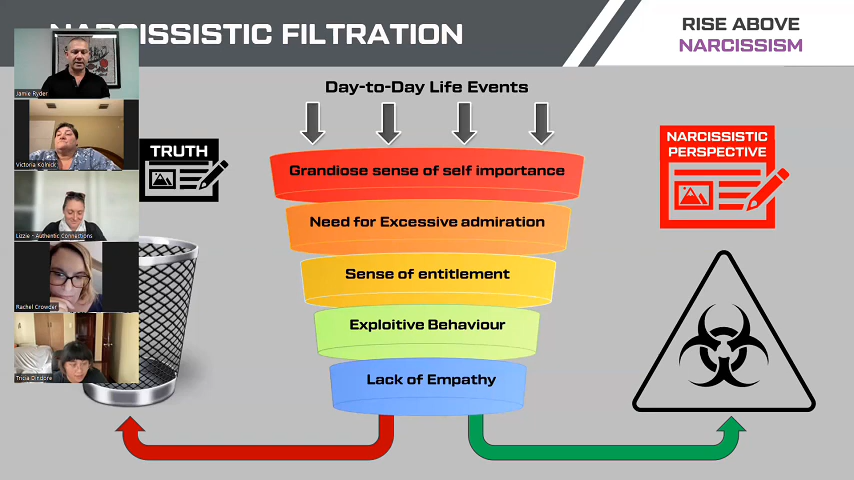 NARCISSISTIC FILTRATION
RISE ABOVE
NARCISSISM
Day-to-Day Life Events
Jamie Ryder
Victoria Kolnick
Lizzie - Authentic Connections
Rachel Crowder
Tricia Dindore
TRUTH
Grandiose sense of self importance
Need for Excessive admiration
Sense of entitlement
Exploitive Behaviour
Lack of Empathy
NARCISSISTIC
PERSPECTIVE